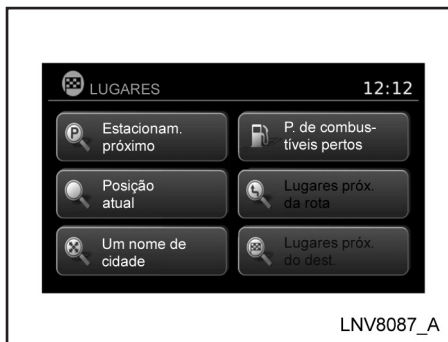 LUGARES 12:12
Estacionam.
próximo
P. de combus-
tíveis pertos
Posição
atual
Lugares próx.
da rota
Um nome de
cidade
Lugares próx.
do dest.
LNV8087_A